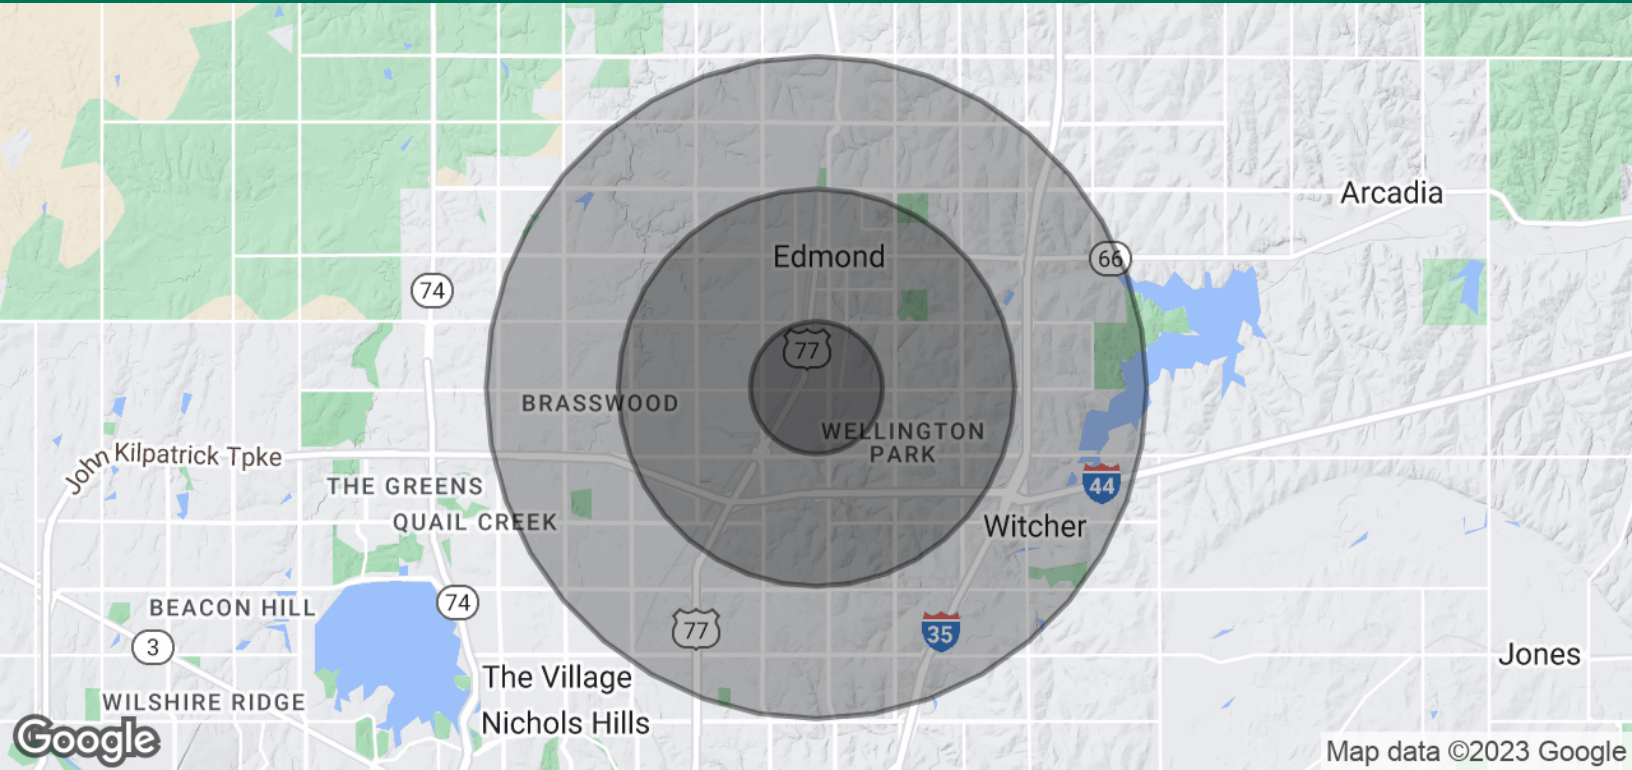 Arcadia
Edmond
66
74
77
BRASSWOOD
WELLINGTON
PARK
John Kilpatrick Tpke
THE GREENS
44
QUAIL CREEK
Witcher
BEACON HILL
74
77
35
3
Jones
The Village
WILSHIRE RIDGE
Nichols Hills
Google
Map data ©2023 Google